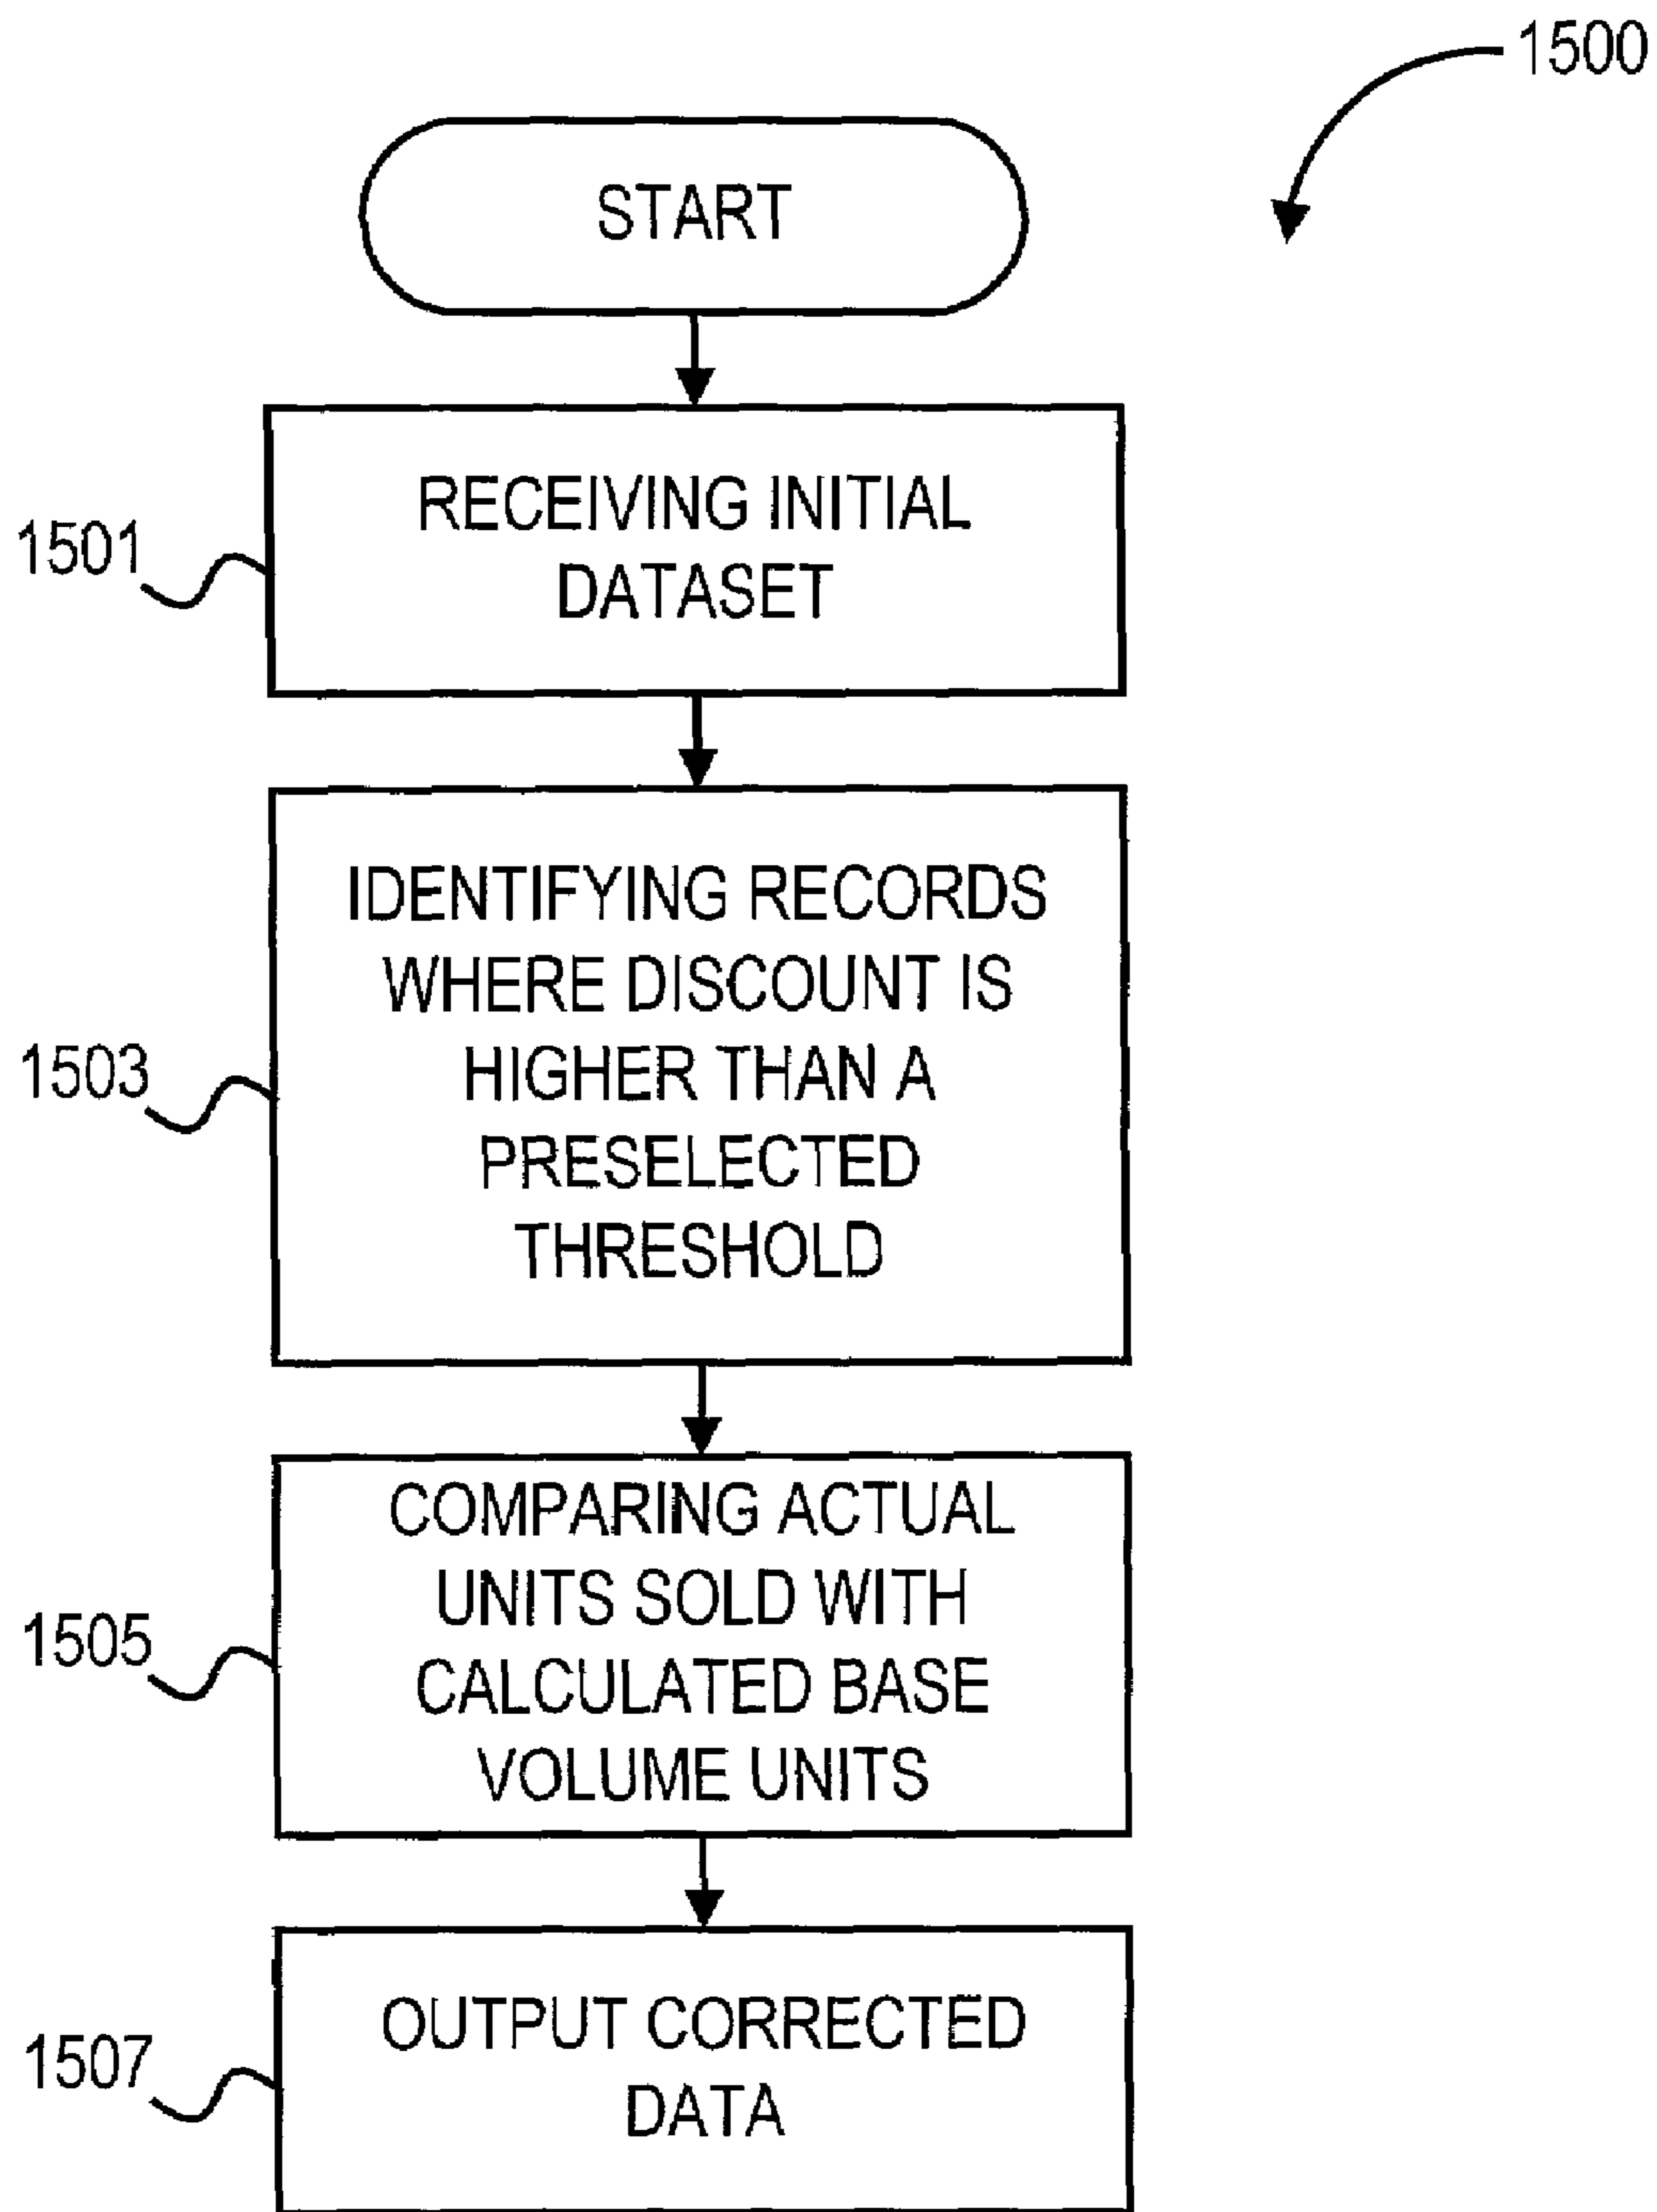 1500
START
RECEIVING INITIAL
DATASET
1501
IDENTIFYING RECORDS
WHERE DISCOUNT IS
HIGHER THAN A
PRESELECTED
THRESHOLD
1503
COMPARING ACTUAL
UNITS SOLD WITH
CALCULATED BASE
VOLUME UNITS
1505
OUTPUT CORRECTED
DATA
1507